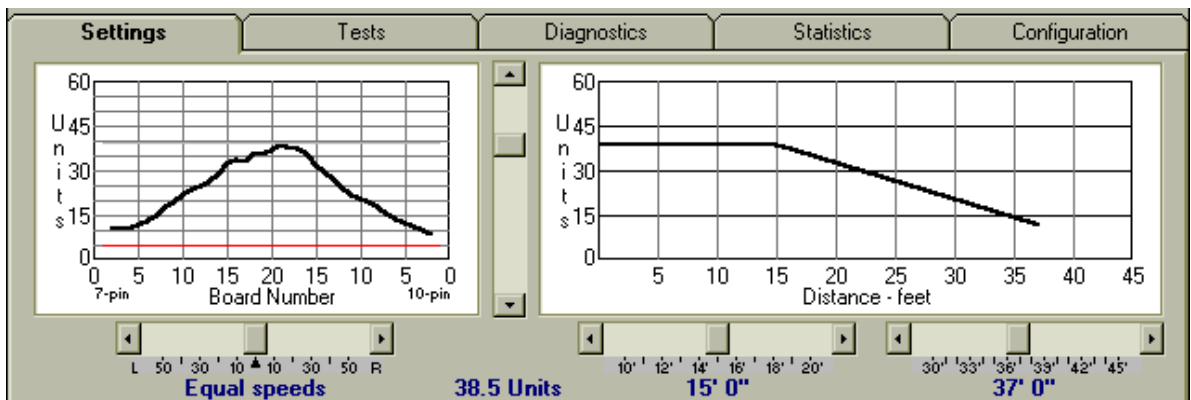 Settings Tests Diagnostics Statistics Configuration
60
45
30
15
0
Units
0 5 10 15 20 15 10 5 0
7-pin Board Number 10-pin
60
45
30
15
0
Units
5 10 15 20 25 30 35 40 45
Distance - feet
L 50 30 10 10 30 50 R
10' 12' 14' 16' 18' 20'
30' 33' 36' 39' 42' 45'
Equal speeds 38.5 Units 15' 0" 37' 0"